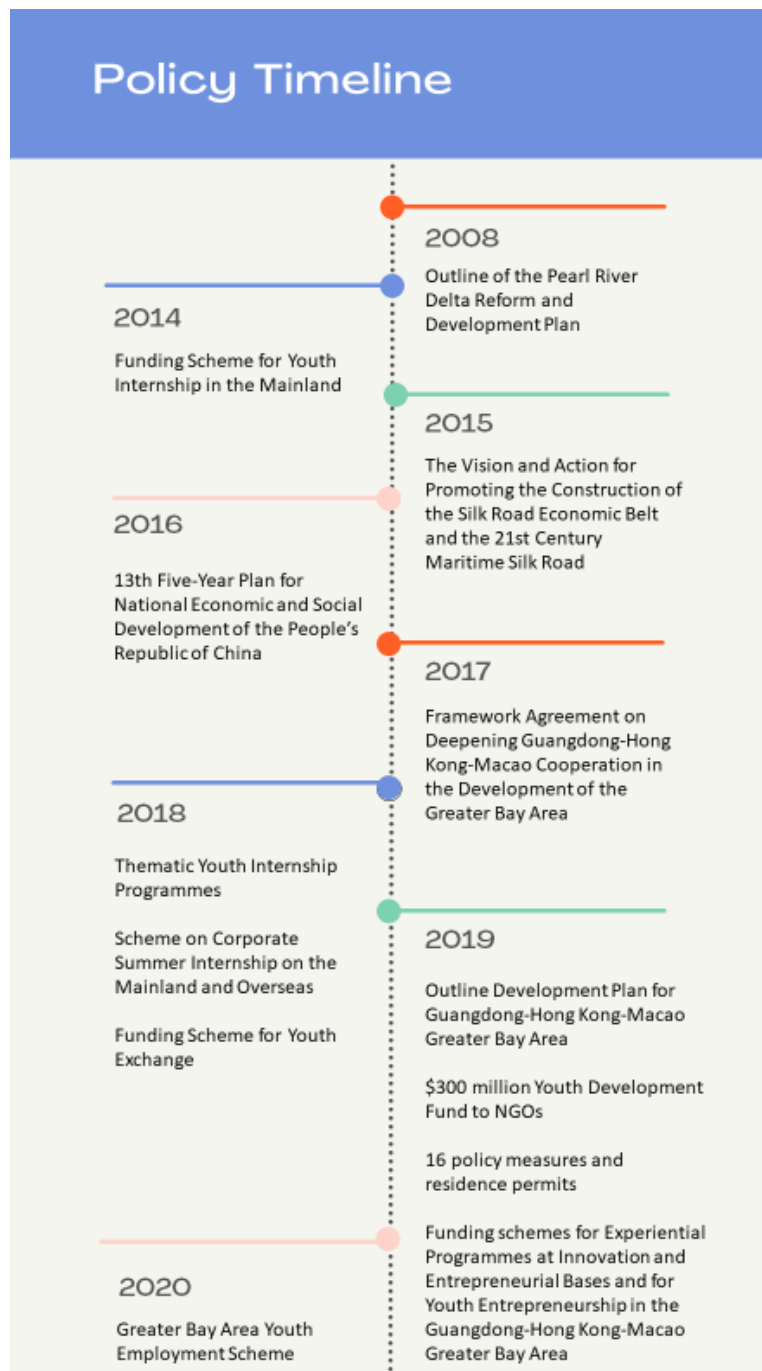 Policy Timeline
2008
Outline of the Pearl River
Delta Reform and
Development Plan
2014
Funding Scheme for Youth
Internship in the Mainland
2015
The Vision and Action for
Promoting the Construction of
the Silk Road Economic Belt
and the 21st Century
Maritime Silk Road
2016
13th Five-Year Plan for
National Economic and Social
Development of the People's
Republic of China
2017
Framework Agreement on
Deepening Guangdong-Hong
Kong-Macao Cooperation in
the Development of the
Greater Bay Area
2018
Thematic Youth Internship
Programmes
Scheme on Corporate
Summer Internship on the
Mainland and Overseas
Funding Scheme for Youth
Exchange
2019
Outline Development Plan for
Guangdong-Hong Kong-Macao
Greater Bay Area
$300 million Youth Development
Fund to NGOs
16 policy measures and
residence permits
Funding schemes for Experiential
Programmes at Innovation and
Entrepreneurial Bases and for
Youth Entrepreneurship in the
Guangdong-Hong Kong-Macao
Greater Bay Area
2020
Greater Bay Area Youth
Employment Scheme